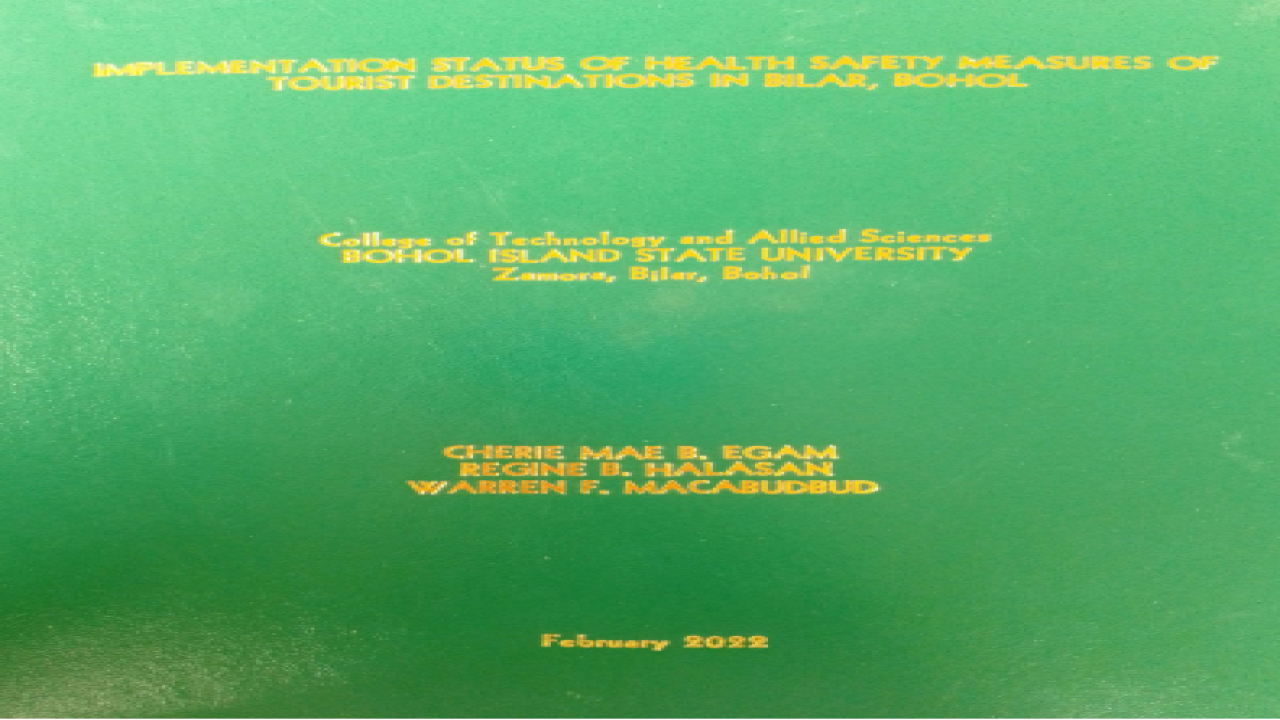 IMPLEMENTATION STATUS OF HEALTH SAFETY MEASURES OF
TOURIST DESTINATIONS IN BILAR, BOHOL
College of Technology and Allied Sciences
BOHOL ISLAND STATE UNIVERSITY
Zamora, Bilar, Bohol
CHERIE MAE B. EGAM
REGINE B. HALASAN
WARREN F. MACABUDBUD
February 2022